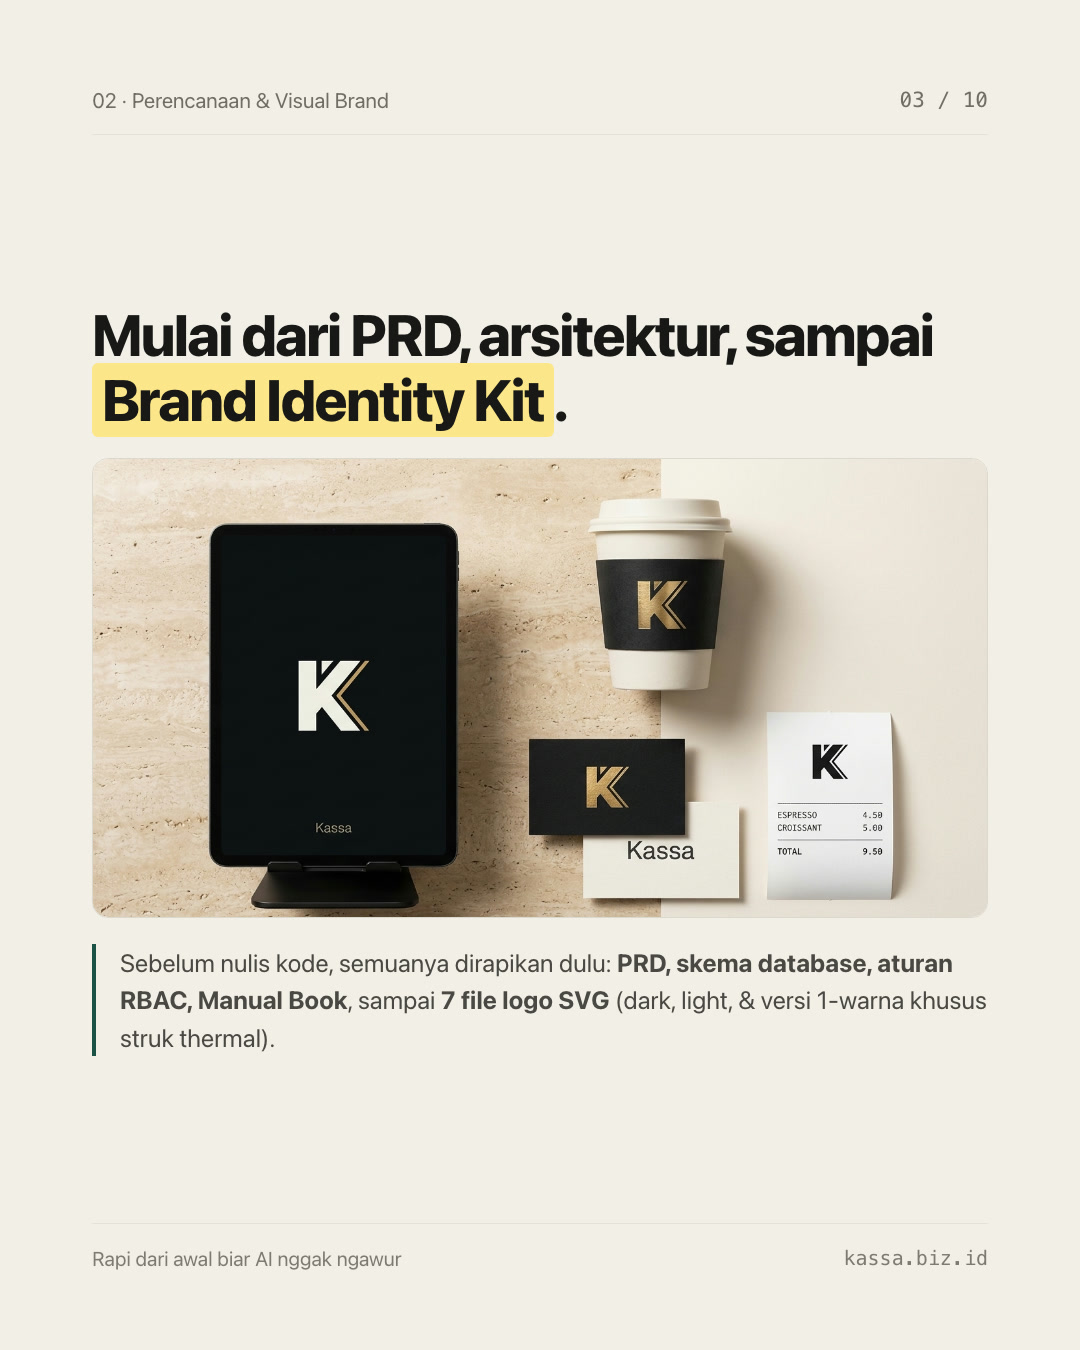 02 · Perencanaan & Visual Brand
03 / 10
Mulai dari PRD, arsitektur, sampai
Brand Identity Kit.
K
Kassa
K
K
Kassa
K
ESPRESSO 4.50
CROISSANT 5.00
TOTAL 9.50
Sebelum nulis kode, semuanya dirapikan dulu: PRD, skema database, aturan
RBAC, Manual Book, sampai 7 file logo SVG (dark, light, & versi 1-warna khusus
struk thermal).
Rapi dari awal biar AI nggak ngawur
kassa.biz.id